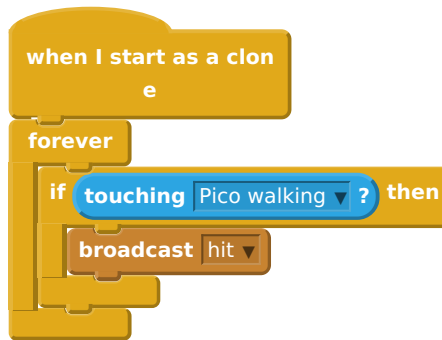 when I start as a clon
e
forever
if touching Pico walking ▼ ? then
broadcast hit ▼